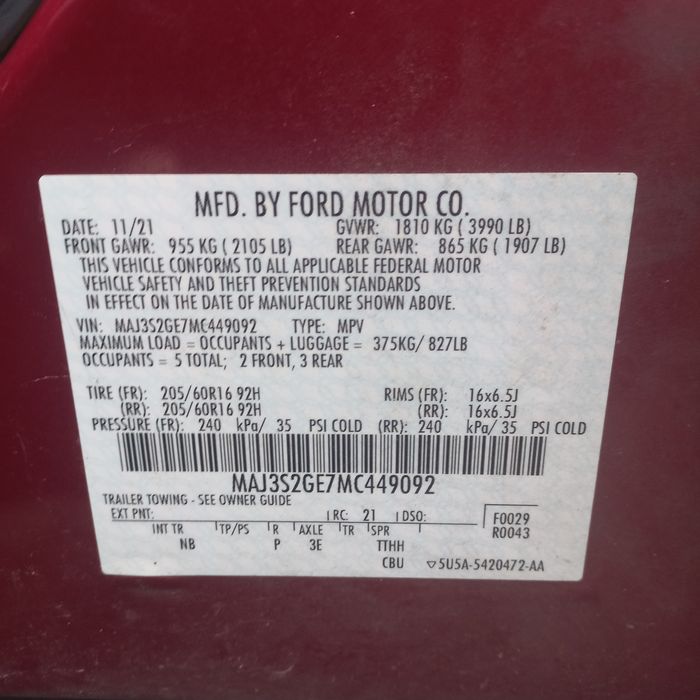 MFD. BY FORD MOTOR CO.
DATE: 11/21 GVWR: 1810 KG ( 3990 LB)
FRONT GAWR: 955 KG ( 2105 LB) REAR GAWR: 865 KG ( 1907 LB)
THIS VEHICLE CONFORMS TO ALL APPLICABLE FEDERAL MOTOR
VEHICLE SAFETY AND THEFT PREVENTION STANDARDS
IN EFFECT ON THE DATE OF MANUFACTURE SHOWN ABOVE.
VIN: MAJ3S2GE7MC449092 TYPE: MPV
MAXIMUM LOAD = OCCUPANTS + LUGGAGE = 375KG/ 827LB
OCCUPANTS = 5 TOTAL; 2 FRONT, 3 REAR
TIRE (FR): 205/60R16 92H RIMS (FR): 16x6.5J
(RR): 205/60R16 92H (RR): 16x6.5J
PRESSURE (FR): 240 kPa/ 35 PSI COLD (RR): 240 kPa/ 35 PSI COLD
MAJ3S2GE7MC449092
TRAILER TOWING - SEE OWNER GUIDE
EXT PNT: RC: 21 DSO: F0029
R0043
INT TR TP/PS R AXLE TR SPR
NB P 3E TTHH
CBU ▽5U5A-5420472-AA